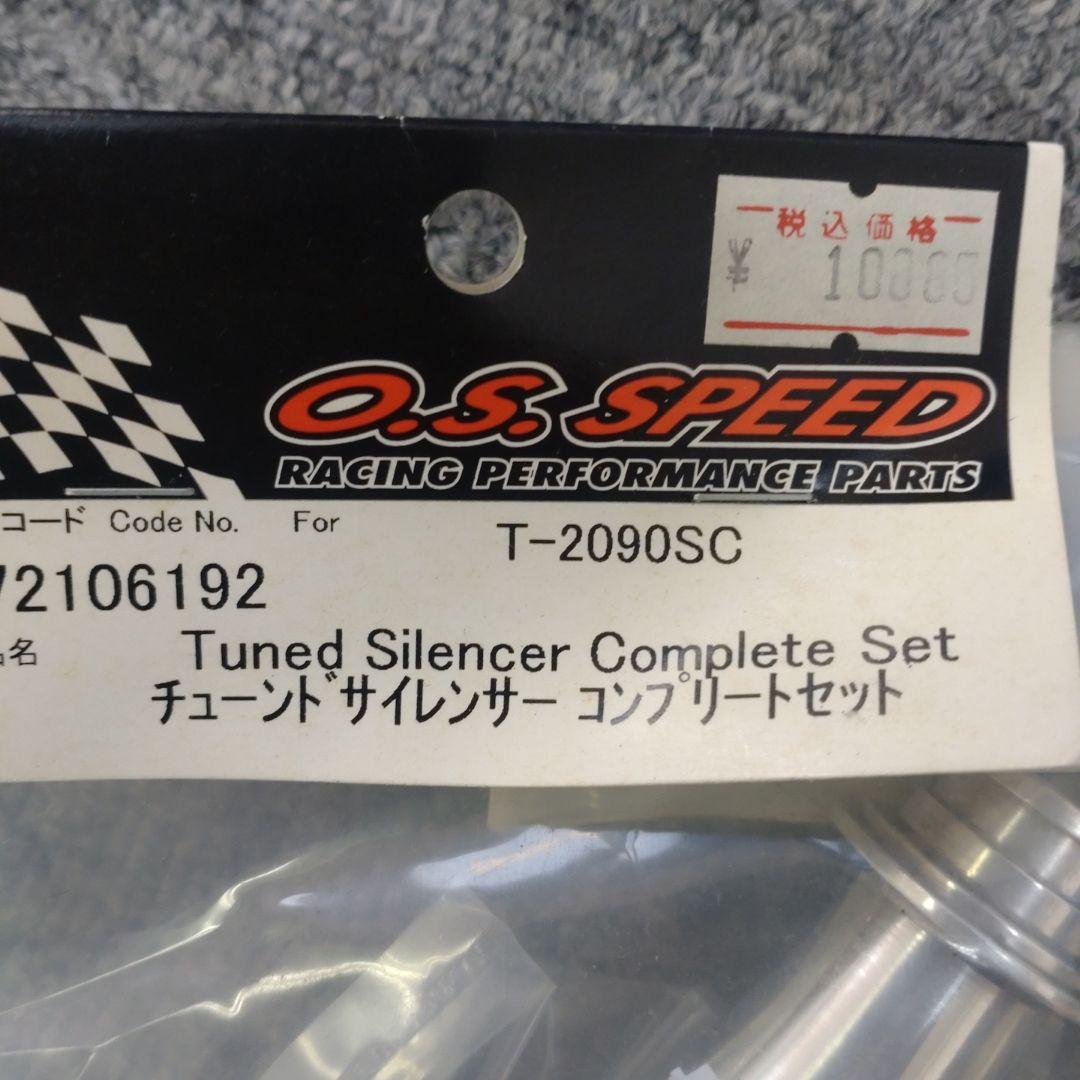 税込価格
¥
O.S. SPEED
RACING PERFORMANCE PARTS
コード Code No. For
T-2090SC
72106192
名
Tuned Silencer Complete Set
チューンドサイレンサー コンプリートセット